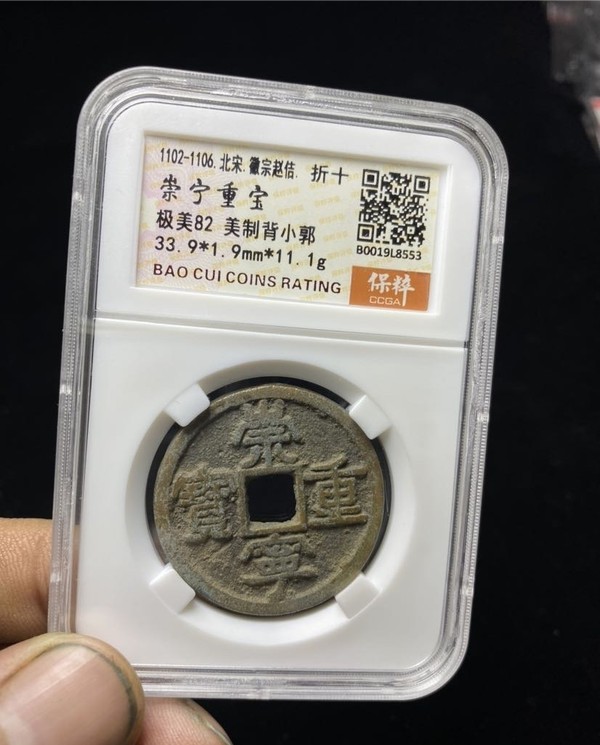 1102-1106.北宋.徽宗赵佶. 折十
崇宁重宝
极美82 美制背小郭
33.9*1.9mm*11.1g
BAO CUI COINS RATING
B0019L8553
保粹
CCGA
崇
寶 重
寧